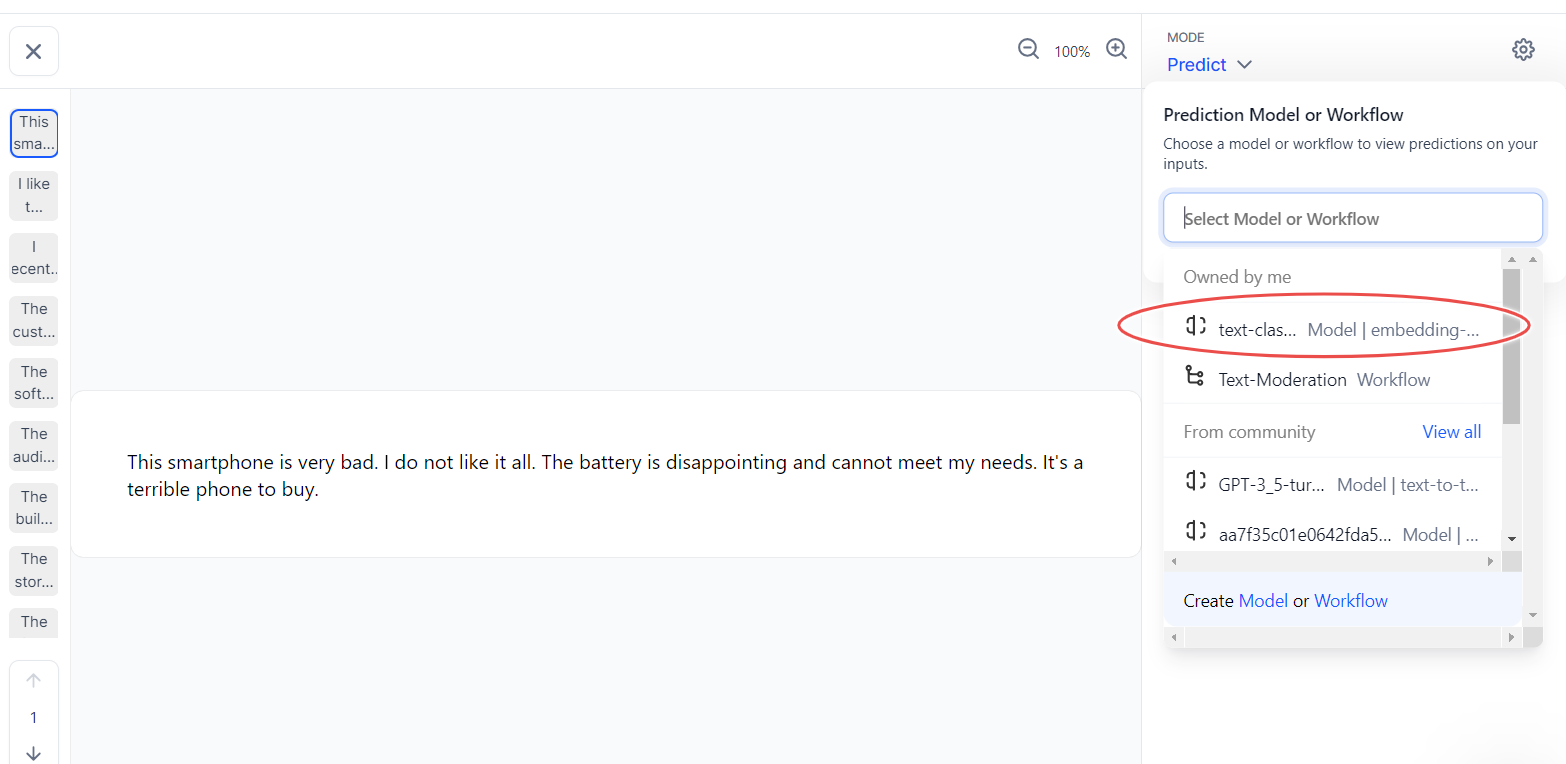 100%
MODE
Predict
This
sma...
I like
t...
I
ecent..
The
cust...
The
soft...
The
audi...
The
buil...
The
stor...
The
1
This smartphone is very bad. I do not like it all. The battery is disappointing and cannot meet my needs. It's a
terrible phone to buy.
Prediction Model or Workflow
Choose a model or workflow to view predictions on your
inputs.
Select Model or Workflow
Owned by me
text-clas... Model | embedding-...
Text-Moderation Workflow
From community View all
GPT-3_5-tur... Model | text-to-t...
aa7f35c01e0642fda5... Model | ...
Create Model or Workflow